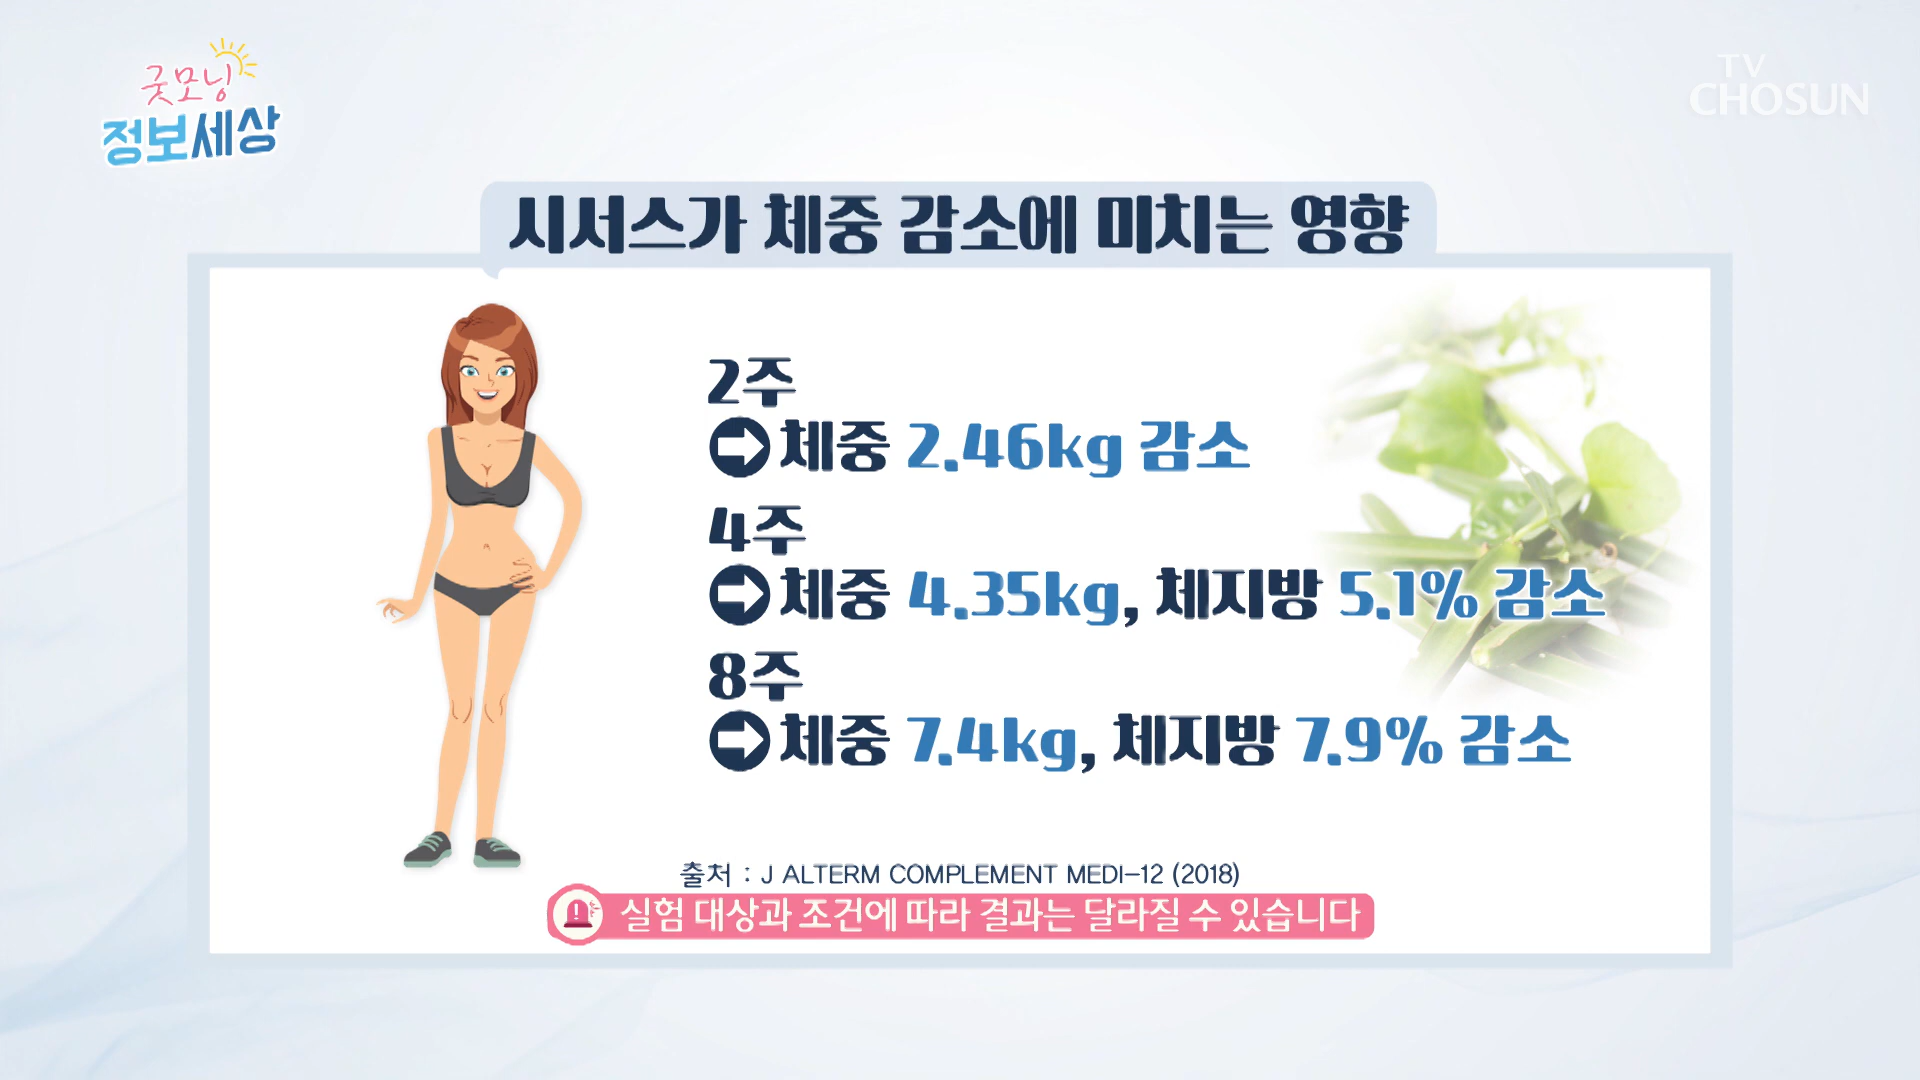 굿모닝
정보세상
TV
CHOSUN
시서스가 체중 감소에 미치는 영향
2주
체중 2.46kg 감소
4주
체중 4.35kg, 체지방 5.1% 감소
8주
체중 7.4kg, 체지방 7.9% 감소
출처 : J ALTERM COMPLEMENT MEDI-12 (2018)
실험 대상과 조건에 따라 결과는 달라질 수 있습니다